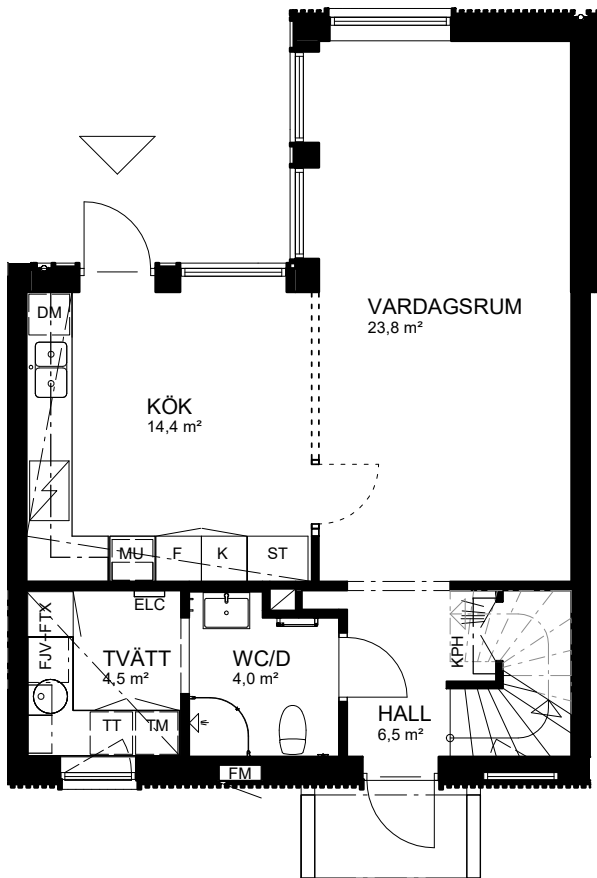 DM
VARDAGSRUM
23,8 m²
KÖK
14,4 m²
MU
F
K
ST
ELC
FJV+FTX
KPH
TVÄTT
4,5 m²
WC/D
4,0 m²
HALL
6,5 m²
TT
TM
FM